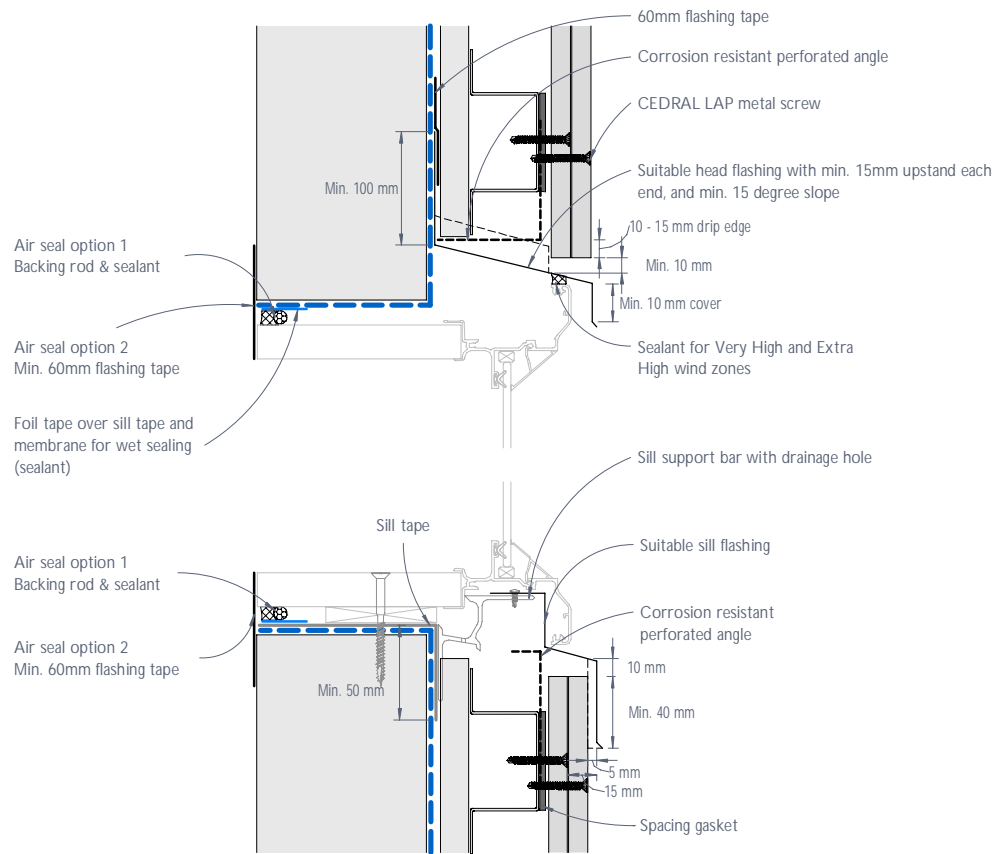 60mm flashing tape
Corrosion resistant perforated angle
CEDRAL LAP metal screw
Suitable head flashing with min. 15mm upstand each
end, and min. 15 degree slope
Min. 100 mm
10 - 15 mm drip edge
Min. 10 mm
Min. 10 mm cover
Air seal option 1
Backing rod & sealant
Air seal option 2
Min. 60mm flashing tape
Sealant for Very High and Extra
High wind zones
Foil tape over sill tape and
membrane for wet sealing
(sealant)
Sill support bar with drainage hole
Sill tape
Suitable sill flashing
Air seal option 1
Backing rod & sealant
Corrosion resistant
perforated angle
Air seal option 2
Min. 60mm flashing tape
10 mm
Min. 50 mm
Min. 40 mm
5 mm
15 mm
Spacing gasket